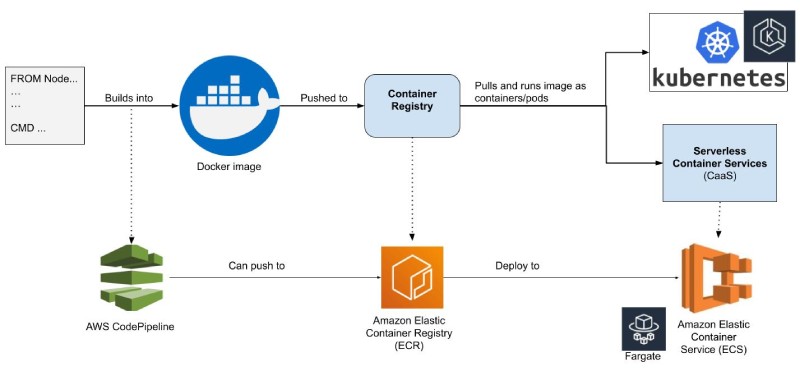 FROM Node...
...
...
CMD ...
Builds into
Docker image
Pushed to
Container
Registry
Pulls and runs image as
containers/pods
kubernetes
K
Serverless
Container Services
(CaaS)
AWS CodePipeline
Can push to
Amazon Elastic
Container Registry
(ECR)
Deploy to
Fargate
Amazon Elastic
Container
Service (ECS)